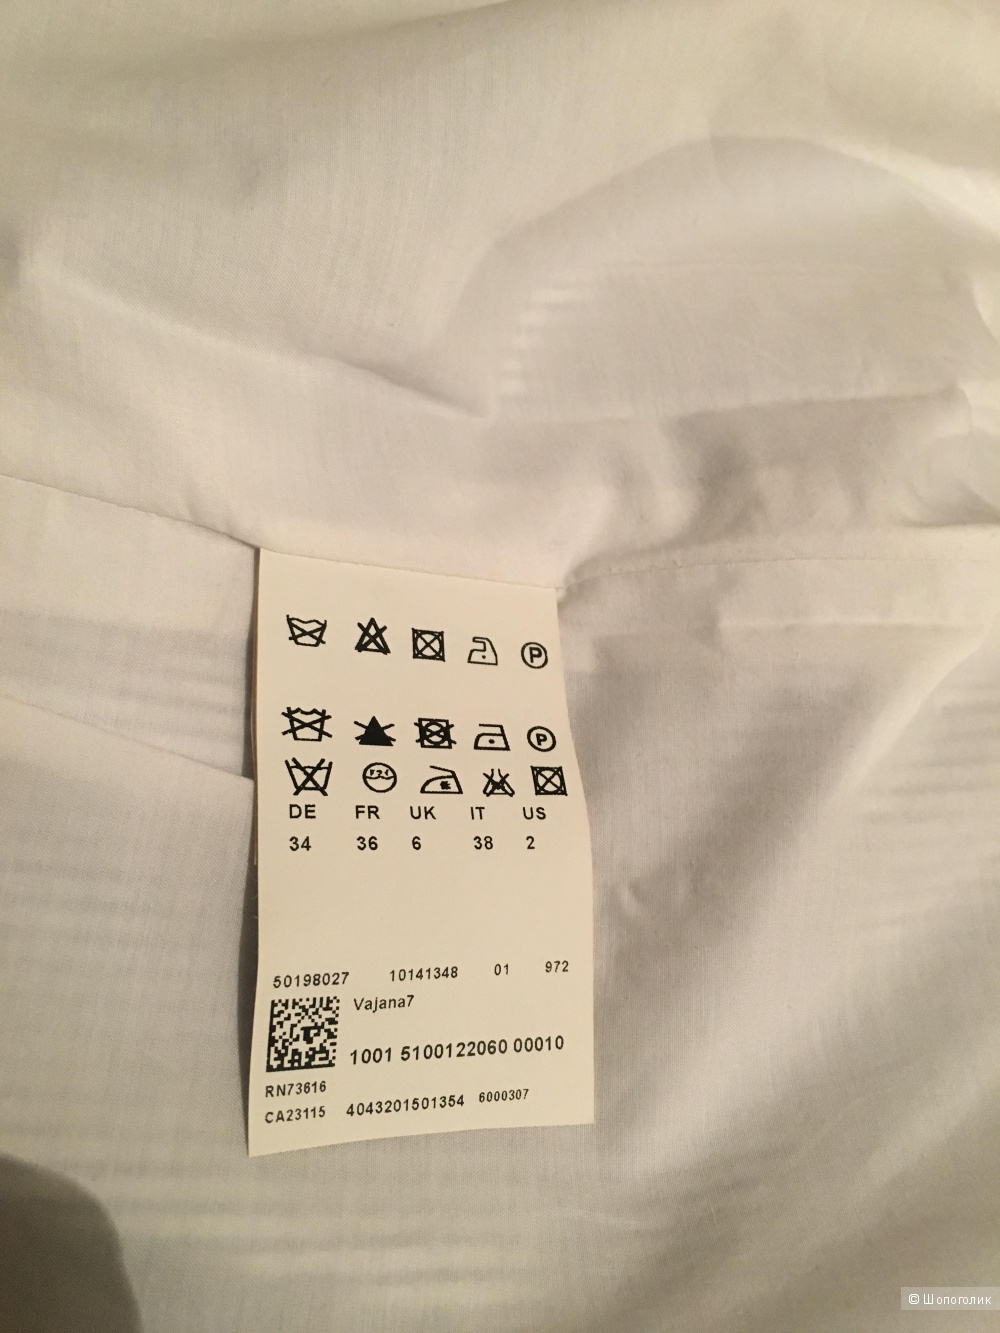 P
P
DE FR UK IT US
34 36 6 38 2
50198027 10141348 01 972
Vajana7
1001 5100122060 00010
RN73616
CA23115 4043201501354 6000307
© Шопоголик